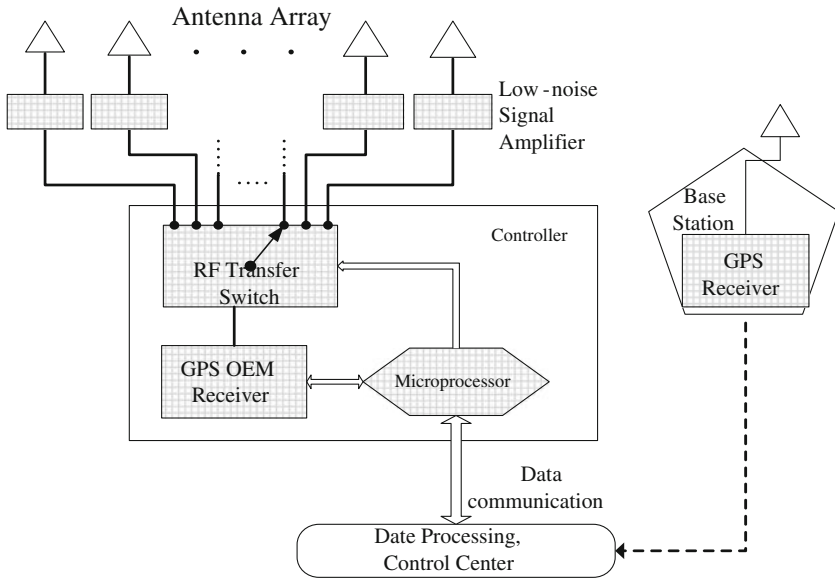 Antenna Array
Low-noise
Signal
Amplifier
Base
Station
GPS
Receiver
Controller
RF Transfer
Switch
GPS OEM
Receiver
Microprocessor
Data
communication
Date Processing,
Control Center